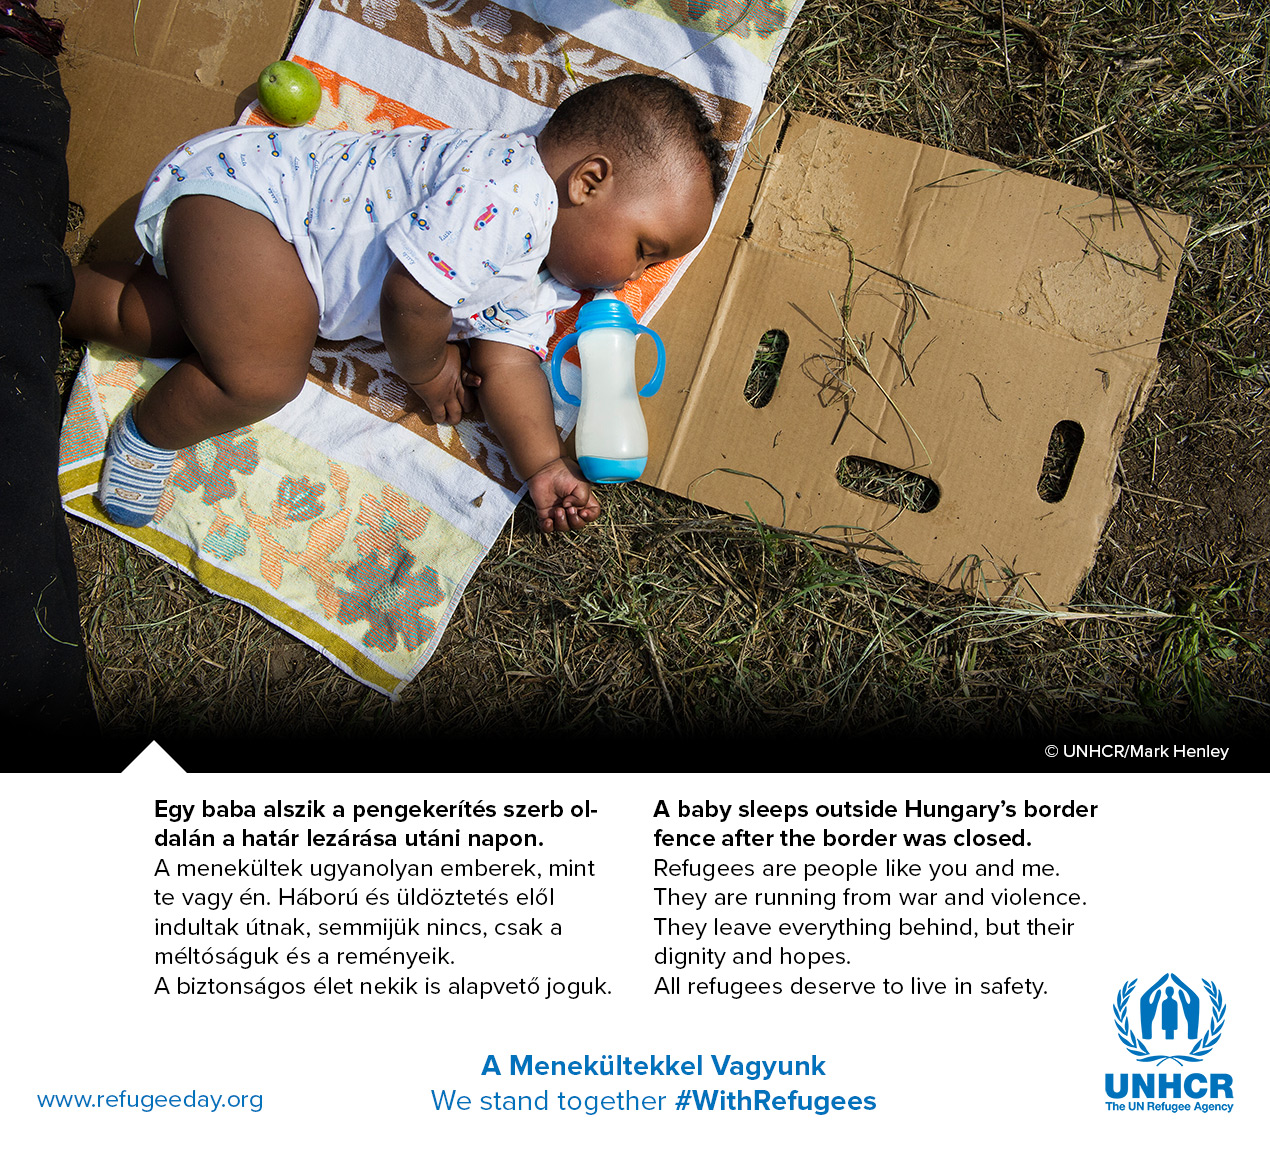 © UNHCR/Mark Henley
Egy baba alszik a pengekerítés szerb ol-
dalán a határ lezárása utáni napon.
A menekültek ugyanolyan emberek, mint
te vagy én. Háború és üldöztetés elől
indultak útnak, semmijük nincs, csak a
méltóságuk és a reményeik.
A biztonságos élet nekik is alapvető joguk.
A baby sleeps outside Hungary's border
fence after the border was closed.
Refugees are people like you and me.
They are running from war and violence.
They leave everything behind, but their
dignity and hopes.
All refugees deserve to live in safety.
A Menekültekkel Vagyunk
We stand together #WithRefugees
www.refugeeday.org
UNHCR
The UN Refugee Agency